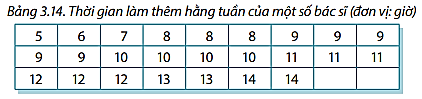 Bảng 3.14. Thời gian làm thêm hằng tuần của một số bác sĩ (đơn vị: giờ)
5 6 7 8 8 8 9 9 9
9 9 10 10 10 10 11 11 11
12 12 12 13 13 14 14